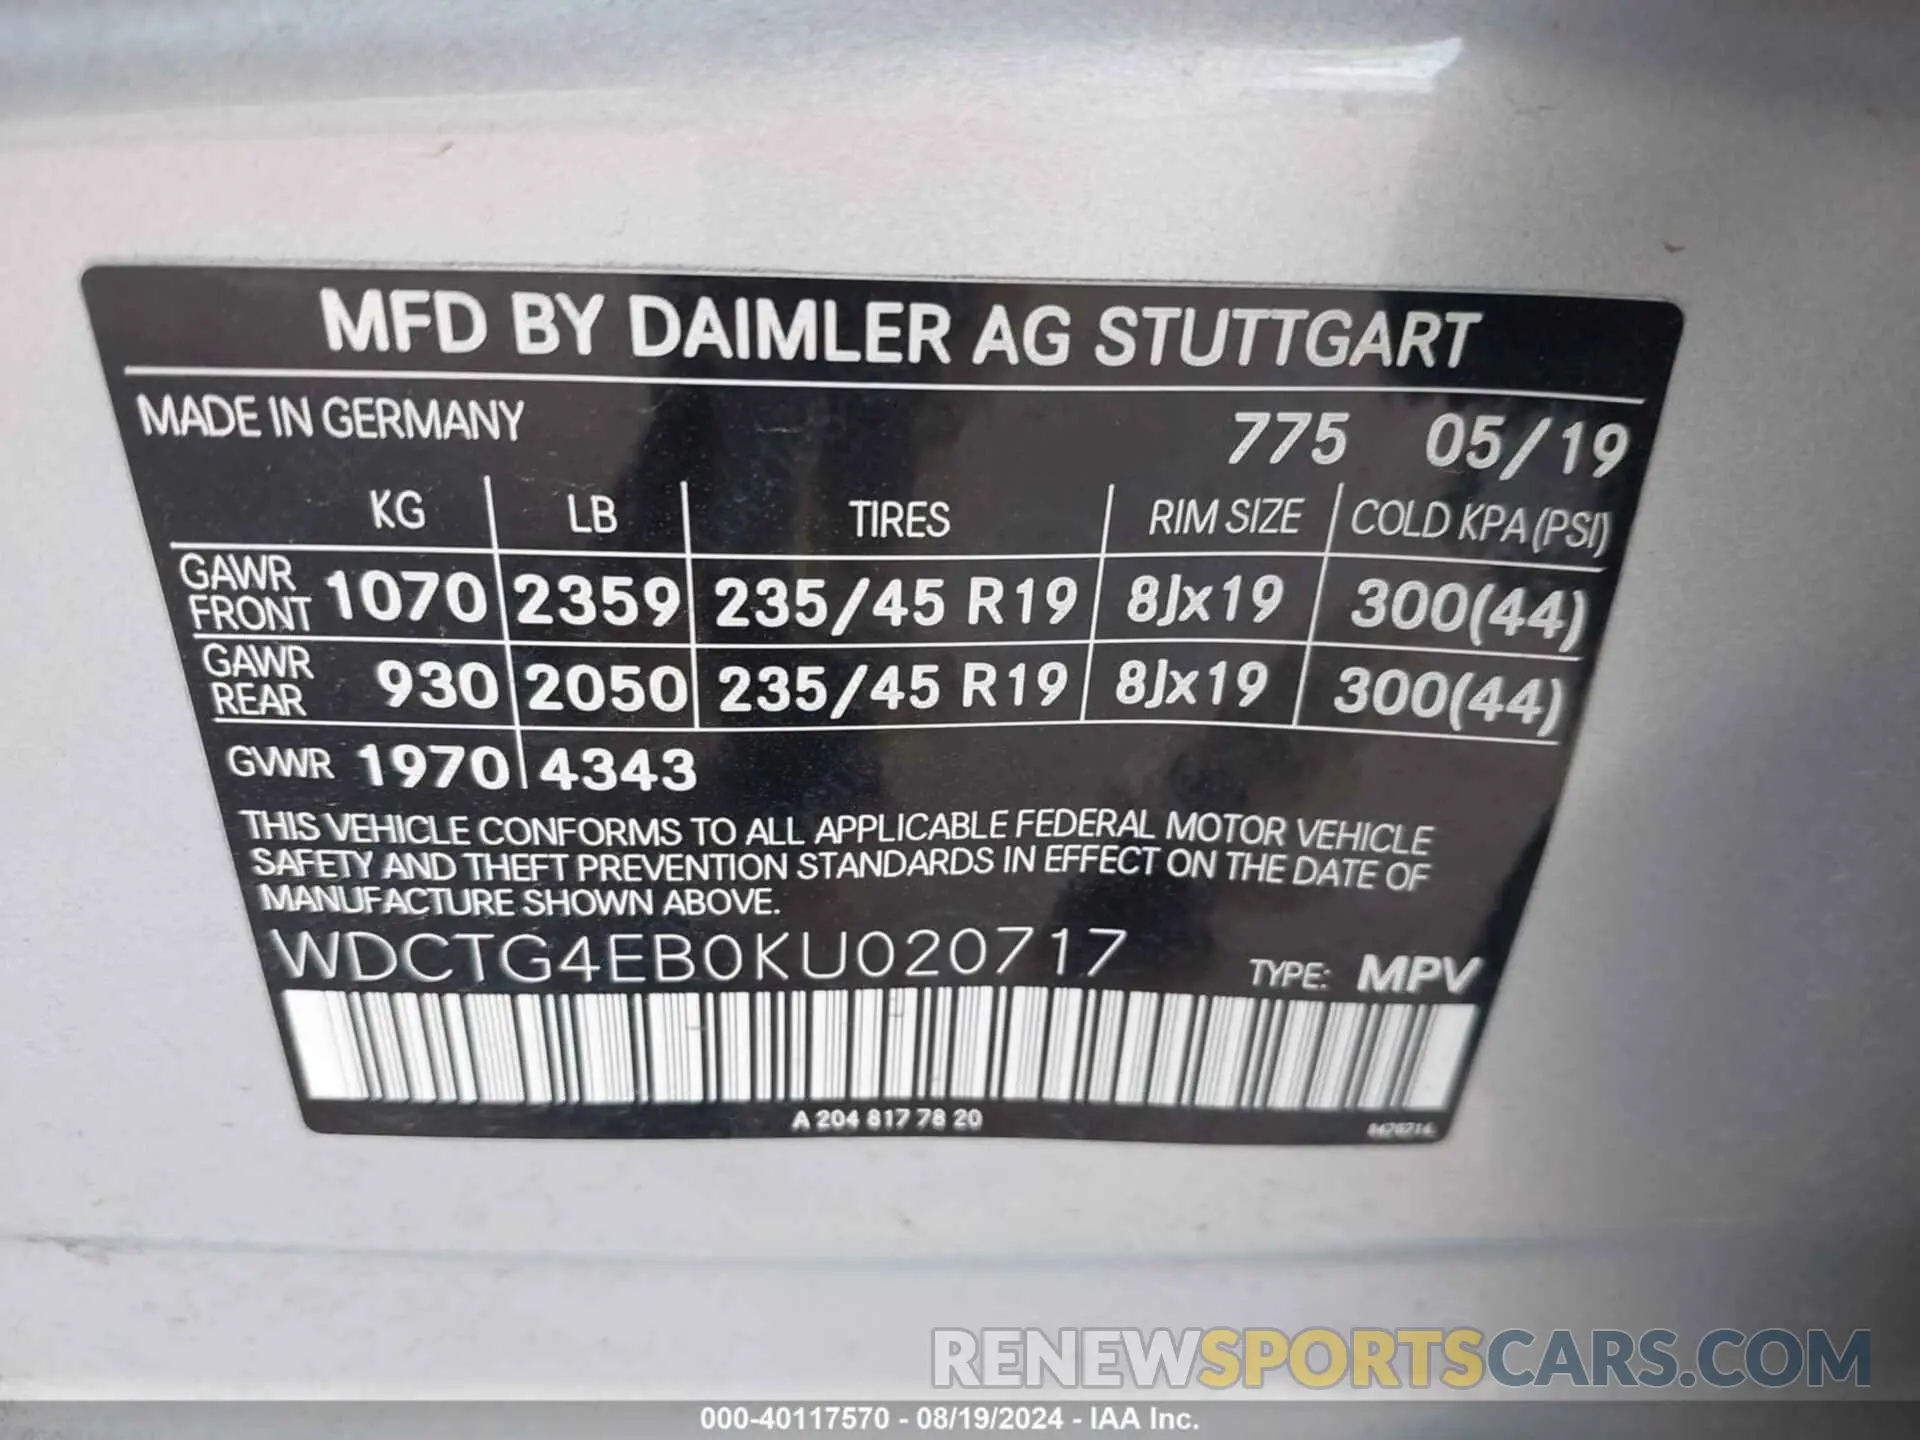 MFD BY DAIMLER AG STUTTGART
MADE IN GERMANY 775 05/19
KG LB TIRES RIM SIZE COLD KPA(PSI)
GAWR FRONT 1070 2359 235/45 R19 8Jx19 300(44)
GAWR REAR 930 2050 235/45 R19 8Jx19 300(44)
GVWR 1970 4343
THIS VEHICLE CONFORMS TO ALL APPLICABLE FEDERAL MOTOR VEHICLE
SAFETY AND THEFT PREVENTION STANDARDS IN EFFECT ON THE DATE OF
MANUFACTURE SHOWN ABOVE.
WDCTG4EB0KU020717 TYPE: MPV
A 204 817 78 20
RENEWSPORTSCARS.COM
000-40117570 - 08/19/2024 - IAA Inc.